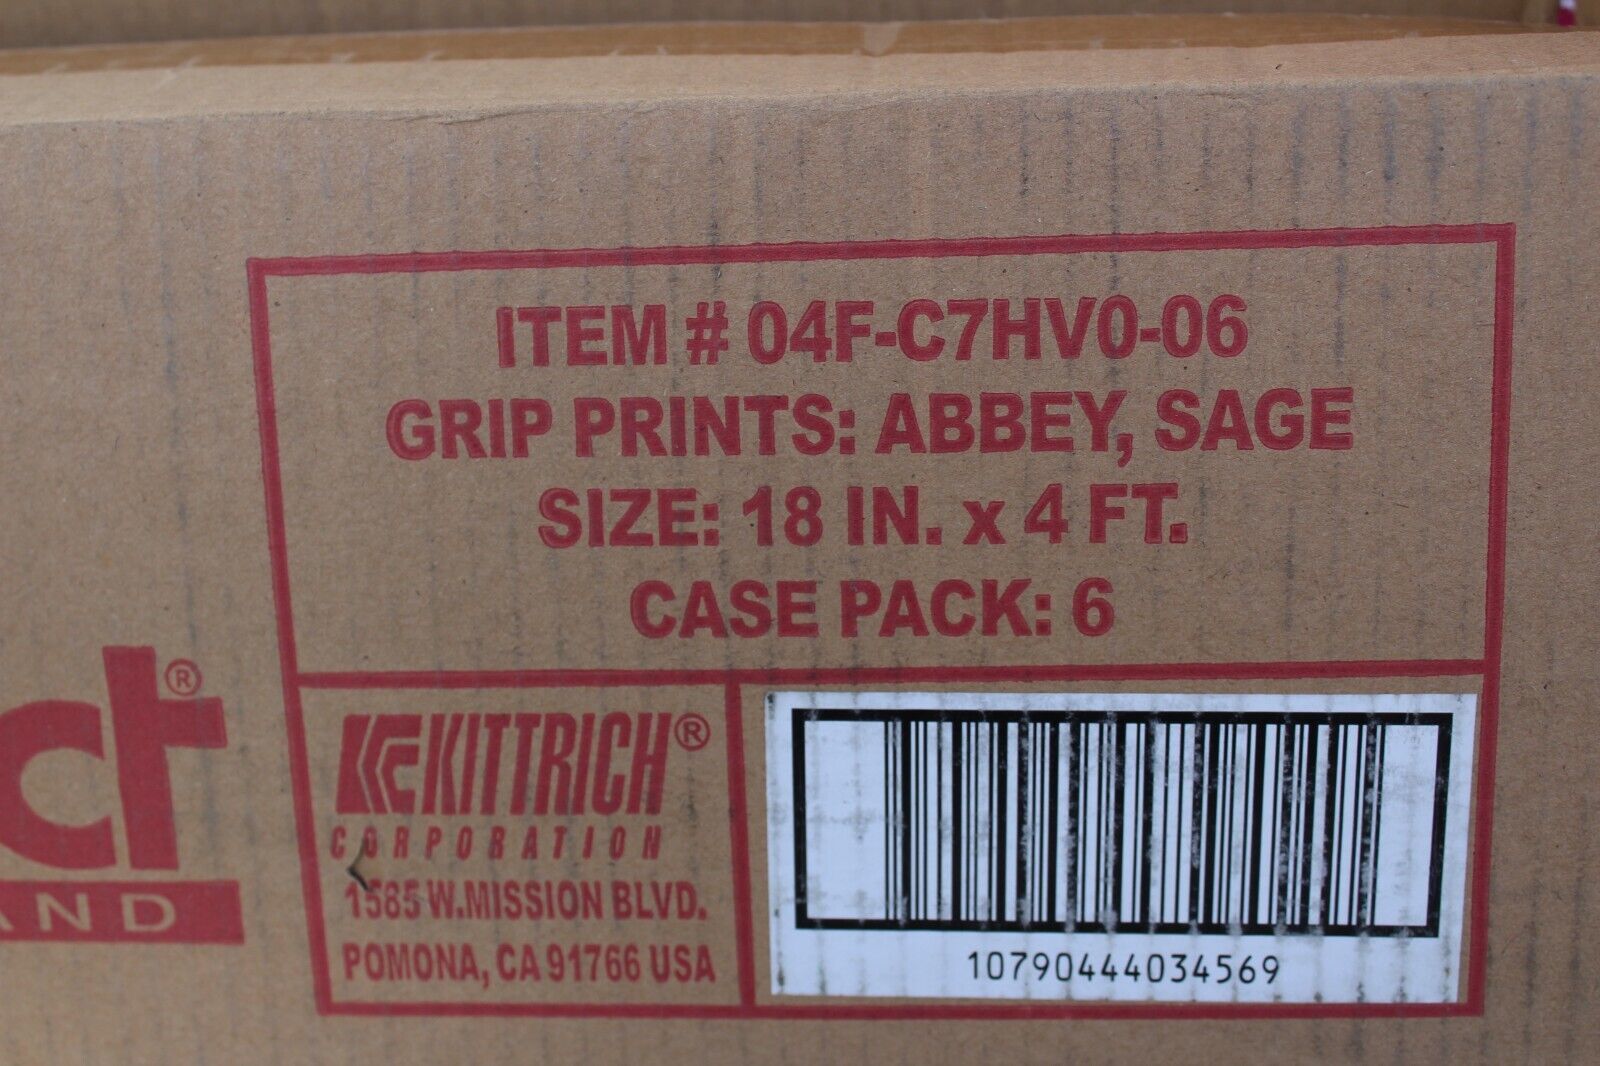 ITEM # 04F-C7HV0-06
GRIP PRINTS: ABBEY, SAGE
SIZE: 18 IN. x 4 FT.
CASE PACK: 6
ct®
AND
KITTRICH®
CORPORATION
1585 W.MISSION BLVD.
POMONA, CA 91766 USA
10790444034569